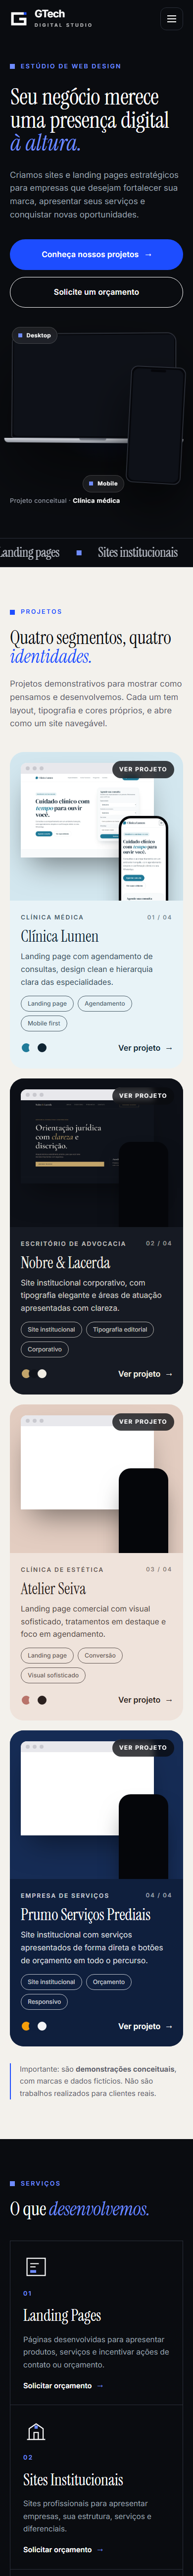 GTech
DIGITAL STUDIO
ESTÚDIO DE WEB DESIGN
Seu negócio merece
uma presença digital
à altura.
Criamos sites e landing pages estratégicos
para empresas que desejam fortalecer sua
marca, apresentar seus serviços e
conquistar novas oportunidades.
Conheça nossos projetos →
Solicite um orçamento
Desktop
Mobile
Projeto conceitual · Clínica médica
Landing pages Sites institucionais
PROJETOS
Quatro segmentos, quatro
identidades.
Projetos demonstrativos para mostrar como
pensamos e desenvolvemos. Cada um tem
layout, tipografia e cores próprios, e abre
como um site navegável.
VER PROJETO
Cuidado clínico com
tempo para ouvir
você.
Cuidado clínico
com tempo para
ouvir você.
CLÍNICA MÉDICA 01 / 04
Clínica Lumen
Landing page com agendamento de
consultas, design clean e hierarquia
clara das especialidades.
Landing page Agendamento
Mobile first
Ver projeto →
VER PROJETO
Orientação jurídica
com clareza e
discrição.
ESCRITÓRIO DE ADVOCACIA 02 / 04
Nobre & Lacerda
Site institucional corporativo, com
tipografia elegante e áreas de atuação
apresentadas com clareza.
Site institucional Tipografia editorial
Corporativo
Ver projeto →
VER PROJETO
CLÍNICA DE ESTÉTICA 03 / 04
Atelier Seiva
Landing page comercial com visual
sofisticado, tratamentos em destaque e
foco em agendamento.
Landing page Conversão
Visual sofisticado
Ver projeto →
VER PROJETO
EMPRESA DE SERVIÇOS 04 / 04
Prumo Serviços Prediais
Site institucional com serviços
apresentados de forma direta e botões
de orçamento em todo o percurso.
Site institucional Orçamento
Responsivo
Ver projeto →
Importante: são demonstrações conceituais,
com marcas e dados fictícios. Não são
trabalhos realizados para clientes reais.
SERVIÇOS
O que desenvolvemos.
01
Landing Pages
Páginas desenvolvidas para apresentar
produtos, serviços e incentivar ações de
contato ou orçamento.
Solicitar orçamento →
02
Sites Institucionais
Sites profissionais para apresentar
empresas, sua estrutura, serviços e
diferenciais.
Solicitar orçamento →